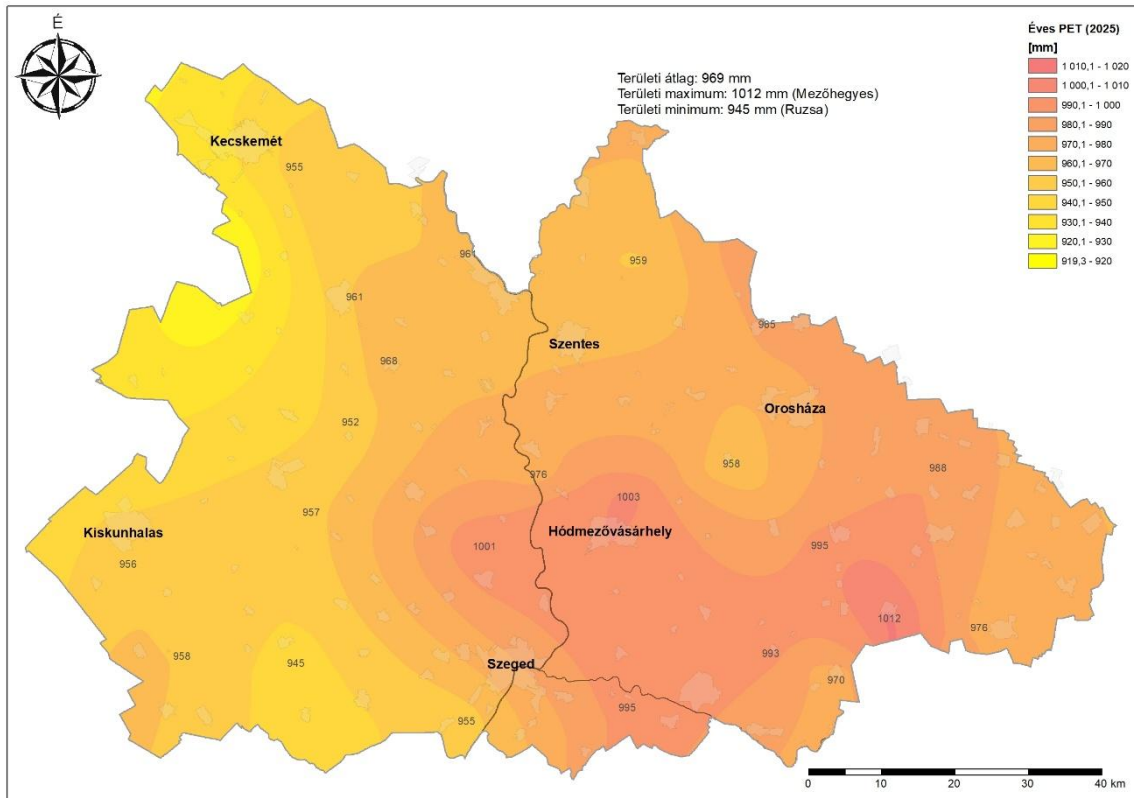 É
Éves PET (2025)
[mm]
1 010,1 - 1 020
1 000,1 - 1 010
990,1 - 1 000
980,1 - 990
970,1 - 980
960,1 - 970
950,1 - 960
940,1 - 950
930,1 - 940
920,1 - 930
919,3 - 920
Területi átlag: 969 mm
Területi maximum: 1012 mm (Mezőhegyes)
Területi minimum: 945 mm (Ruzsa)
Kecskemét
955
961
959
961
985
Szentes
968
Orosháza
952
958
988
976
1003
957
Kiskunhalas
Hódmezővásárhely
1001
995
956
1012
976
958
945
Szeged
993
970
955
995
0 10 20 30 40 km